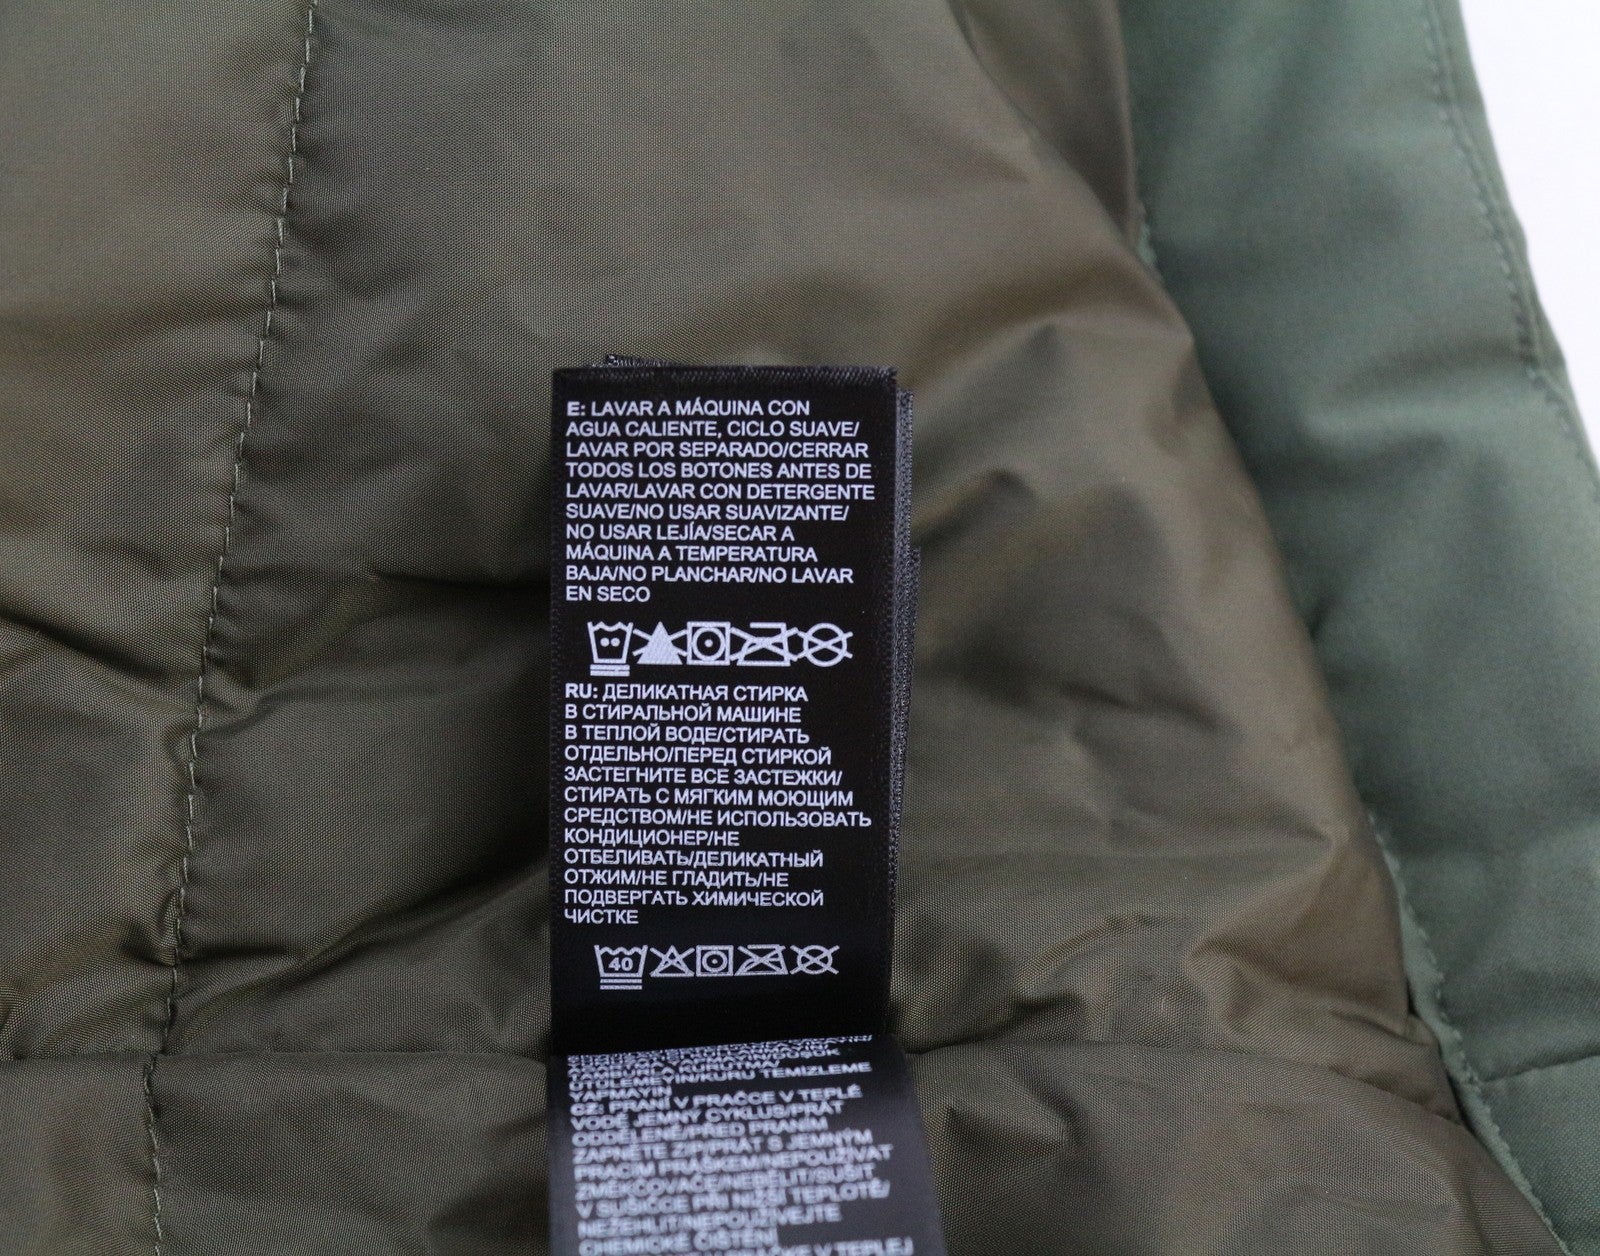 E: LAVAR A MÁQUINA CON
AGUA CALIENTE, CICLO SUAVE/
LAVAR POR SEPARADO/CERRAR
TODOS LOS BOTONES ANTES DE
LAVAR/LAVAR CON DETERGENTE
SUAVE/NO USAR SUAVIZANTE/
NO USAR LEJÍA/SECAR A
MÁQUINA A TEMPERATURA
BAJA/NO PLANCHAR/NO LAVAR
EN SECO
RU: ДЕЛИКАТНАЯ СТИРКА
В СТИРАЛЬНОЙ МАШИНЕ
В ТЕПЛОЙ ВОДЕ/СТИРАТЬ
ОТДЕЛЬНО/ПЕРЕД СТИРКОЙ
ЗАСТЕГНИТЕ ВСЕ ЗАСТЕЖКИ/
СТИРАТЬ С МЯГКИМ МОЮЩИМ
СРЕДСТВОМ/НЕ ИСПОЛЬЗОВАТЬ
КОНДИЦИОНЕР/НЕ
ОТБЕЛИВАТЬ/ДЕЛИКАТНЫЙ
ОТЖИМ/НЕ ГЛАДИТЬ/НЕ
ПОДВЕРГАТЬ ХИМИЧЕСКОЙ
ЧИСТКЕ
40
ÜTÜLEMEYİN/KURU TEMİZLEME
YAPMAYIN
CZ: PRANÍ V PRAČCE V TEPLÉ
VODĚ JEMNÝ CYKLUS/PRÁT
ODDĚLENĚ/PŘED PRANÍM
ZAPNĚTE ZIP/PRÁT S JEMNÝM
PRACÍM PRÁŠKEM/NEPOUŽÍVAT
ZMĚKČOVAČE/NEBĚLIT/SUŠIT
V SUŠIČCE PŘI NIŽŠÍ TEPLOTĚ/
NEŽEHLIT/NEPOUŽÍVEJTE
CHEMICKÉ ČIŠTĚNÍ